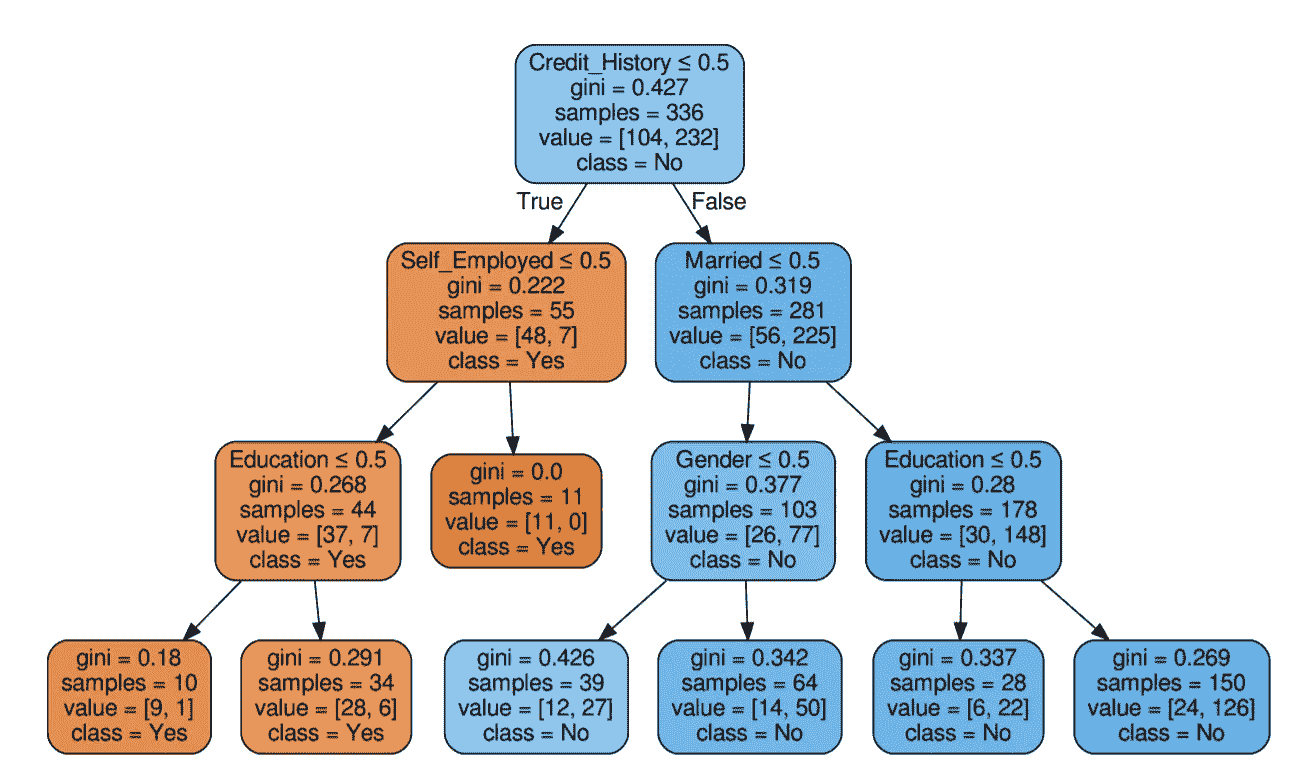 Credit_History ≤ 0.5
gini = 0.427
samples = 336
value = [104, 232]
class = No
True
False
Self_Employed ≤ 0.5
gini = 0.222
samples = 55
value = [48, 7]
class = Yes
Married ≤ 0.5
gini = 0.319
samples = 281
value = [56, 225]
class = No
Education ≤ 0.5
gini = 0.268
samples = 44
value = [37, 7]
class = Yes
gini = 0.0
samples = 11
value = [11, 0]
class = Yes
Gender ≤ 0.5
gini = 0.377
samples = 103
value = [26, 77]
class = No
Education ≤ 0.5
gini = 0.28
samples = 178
value = [30, 148]
class = No
gini = 0.18
samples = 10
value = [9, 1]
class = Yes
gini = 0.291
samples = 34
value = [28, 6]
class = Yes
gini = 0.426
samples = 39
value = [12, 27]
class = No
gini = 0.342
samples = 64
value = [14, 50]
class = No
gini = 0.337
samples = 28
value = [6, 22]
class = No
gini = 0.269
samples = 150
value = [24, 126]
class = No